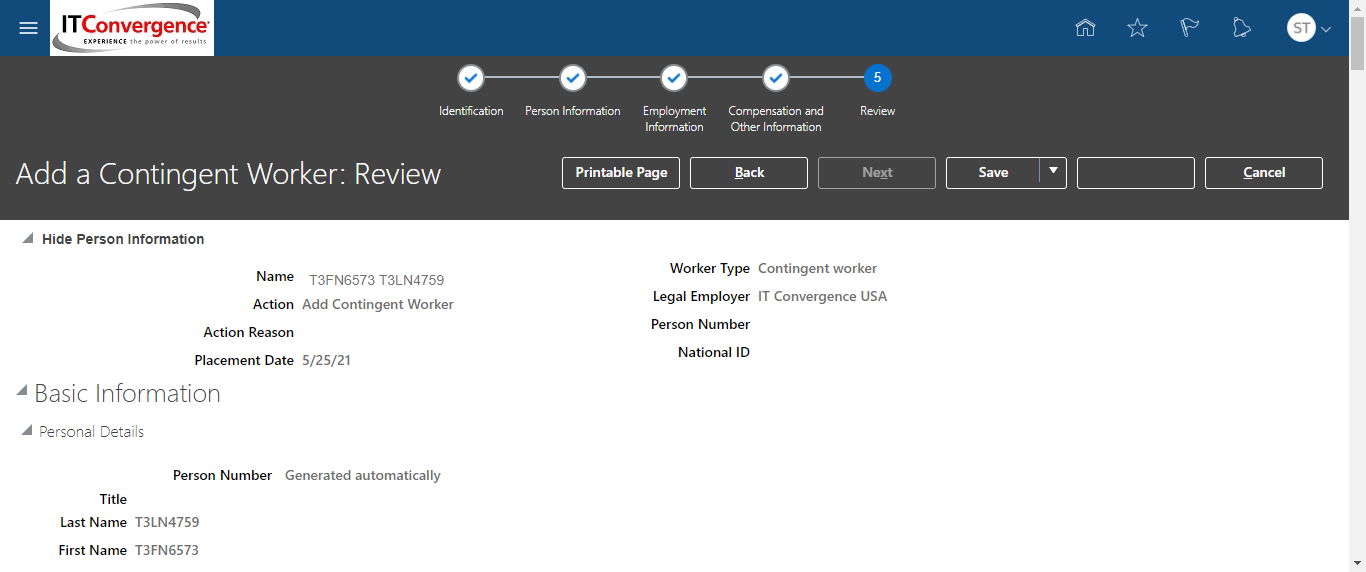 ITConvergence
EXPERIENCE the power of results
ST
5
Identification
Person Information
Employment
Information
Compensation and
Other Information
Review
Add a Contingent Worker: Review
Printable Page
Back
Next
Save
Cancel
Hide Person Information
Name T3FN6573 T3LN4759
Action Add Contingent Worker
Action Reason
Placement Date 5/25/21
Worker Type Contingent worker
Legal Employer IT Convergence USA
Person Number
National ID
Basic Information
Personal Details
Person Number Generated automatically
Title
Last Name T3LN4759
First Name T3FN6573